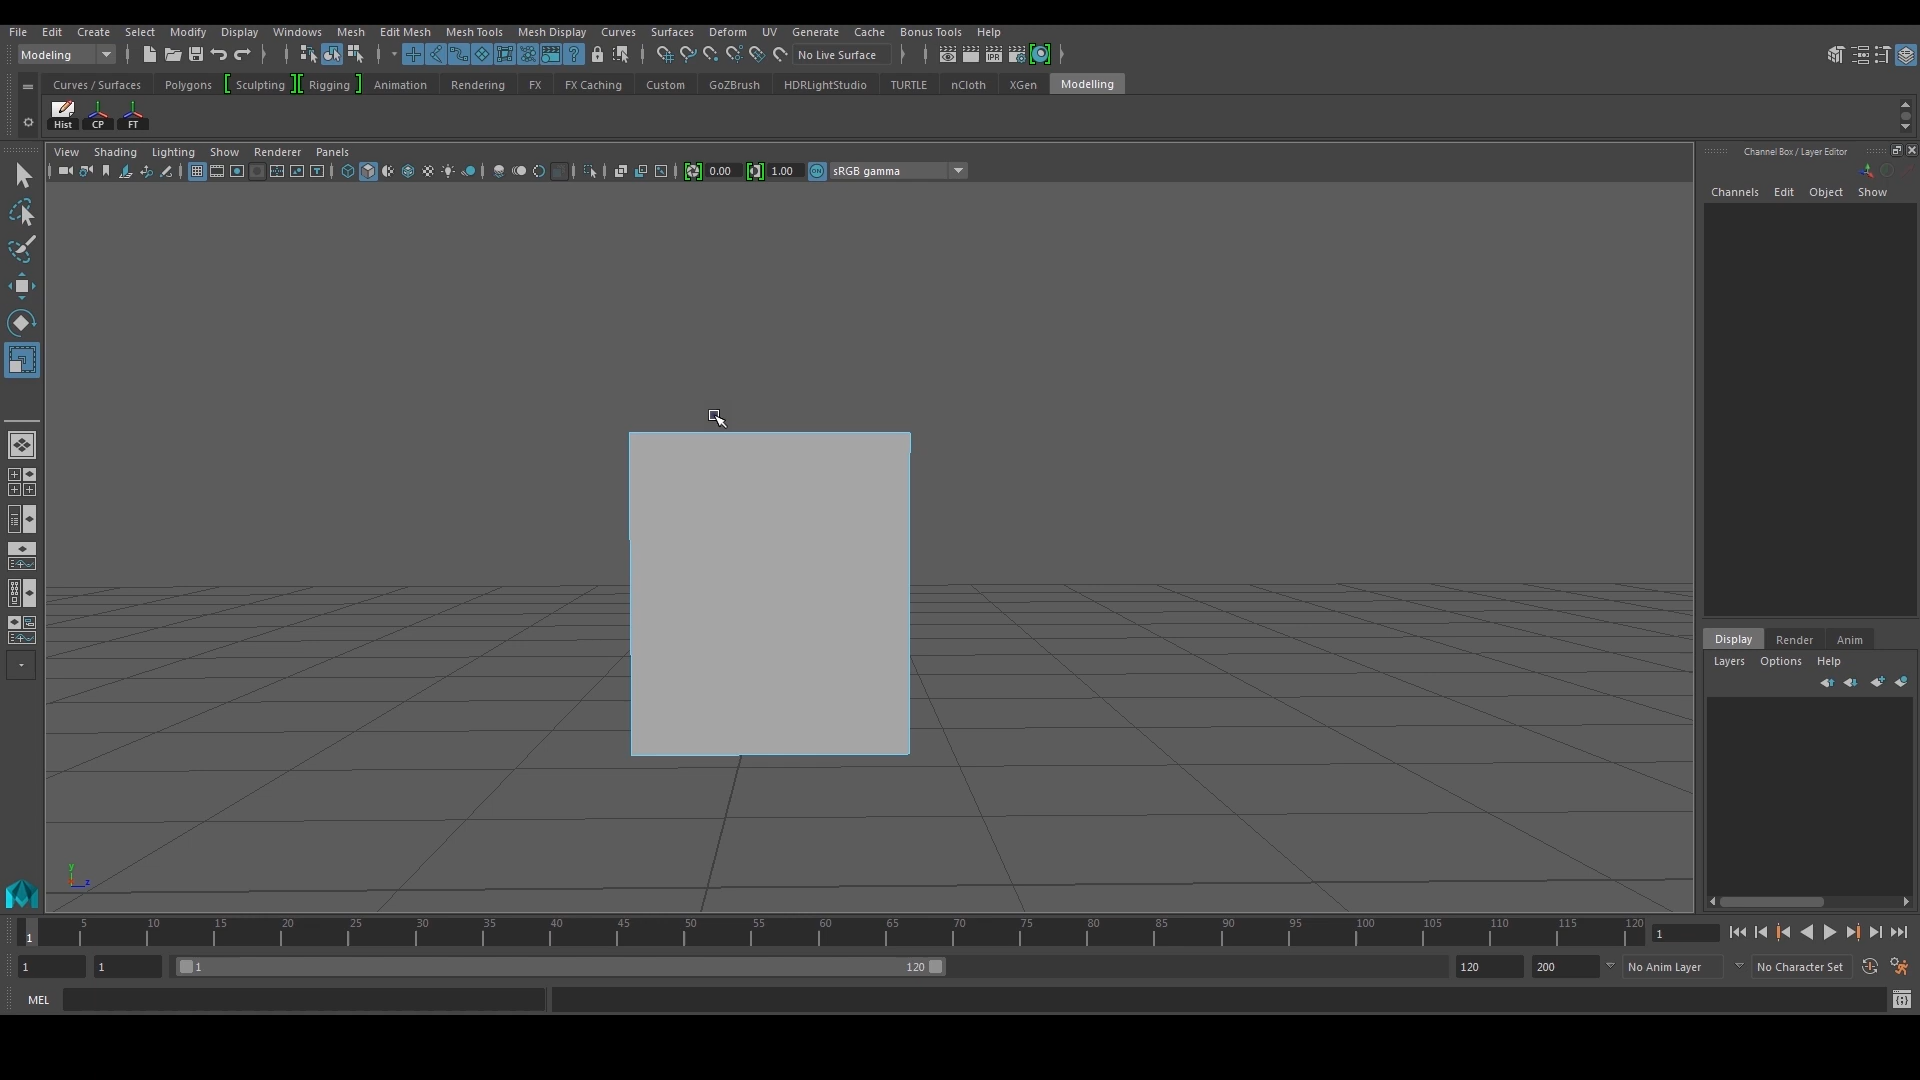 File Edit Create Select Modify Display Windows Mesh Edit Mesh Mesh Tools Mesh Display Curves Surfaces Deform UV Generate Cache Bonus Tools Help
Modeling No Live Surface
Curves / Surfaces Polygons Sculpting Rigging Animation Rendering FX FX Caching Custom GoZBrush HDRLightStudio TURTLE nCloth XGen Modelling
Hist CP FT
View Shading Lighting Show Renderer Panels
0.00 1.00 ON sRGB gamma
Channel Box / Layer Editor
Channels Edit Object Show
Display Render Anim
Layers Options Help
y
z
1 5 10 15 20 25 30 35 40 45 50 55 60 65 70 75 80 85 90 95 100 105 110 115 120 1
1 1 1 120 120 200 No Anim Layer No Character Set
MEL